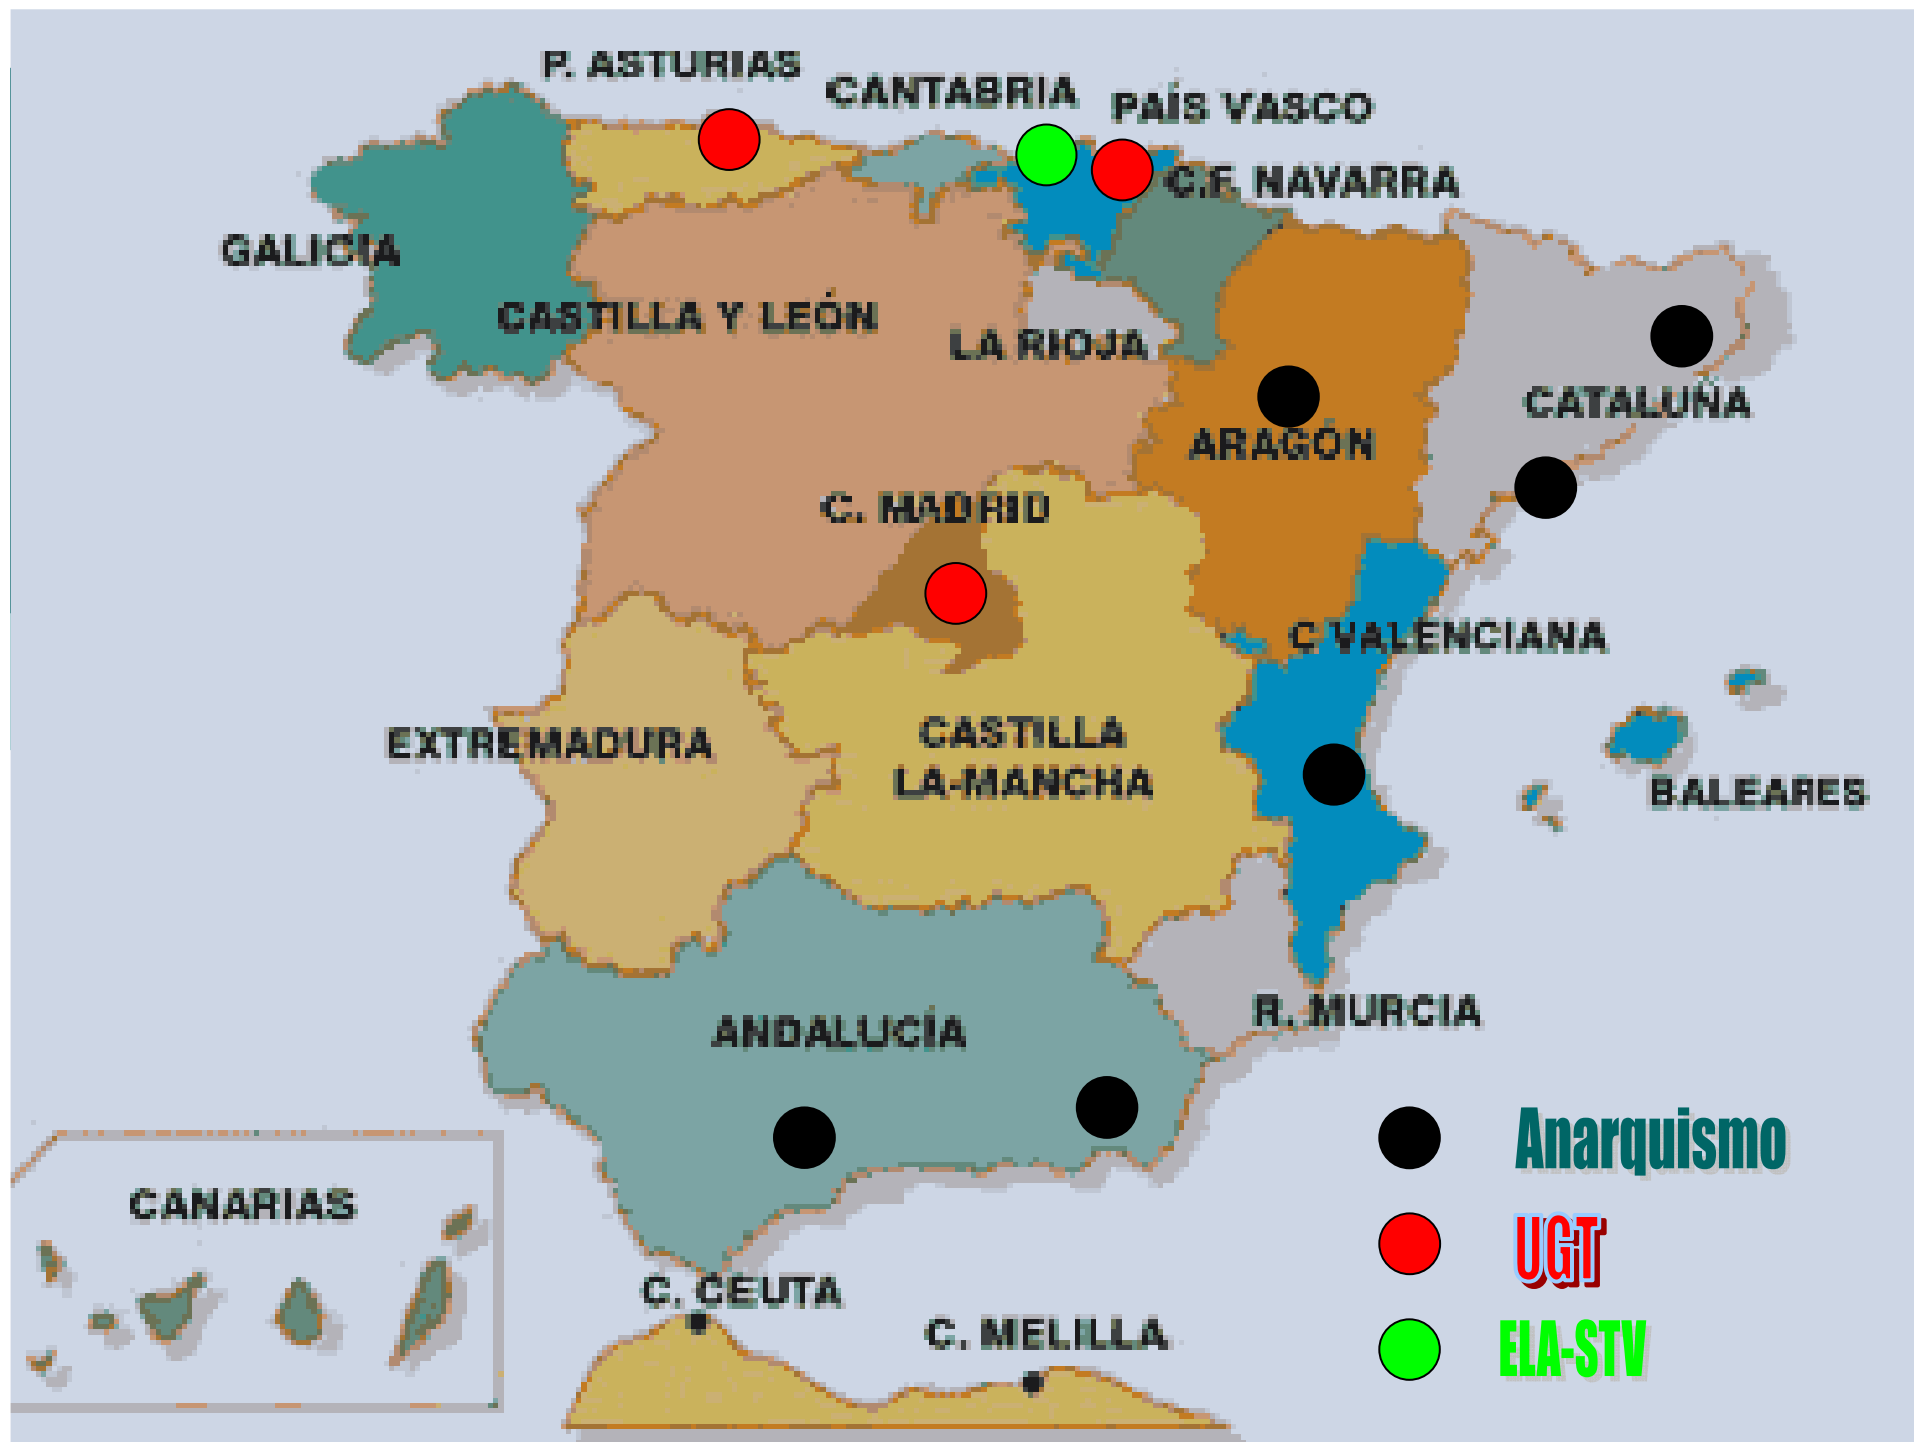 P. ASTURIAS
CANTABRIA
PAÍS VASCO
C.F. NAVARRA
GALICIA
CASTILLA Y LEÓN
LA RIOJA
CATALUÑA
ARAGÓN
C. MADRID
C VALENCIANA
EXTREMADURA
CASTILLA
LA-MANCHA
BALEARES
R. MURCIA
ANDALUCÍA
Anarquismo
CANARIAS
UGT
C. CEUTA
C. MELILLA
ELA-STV